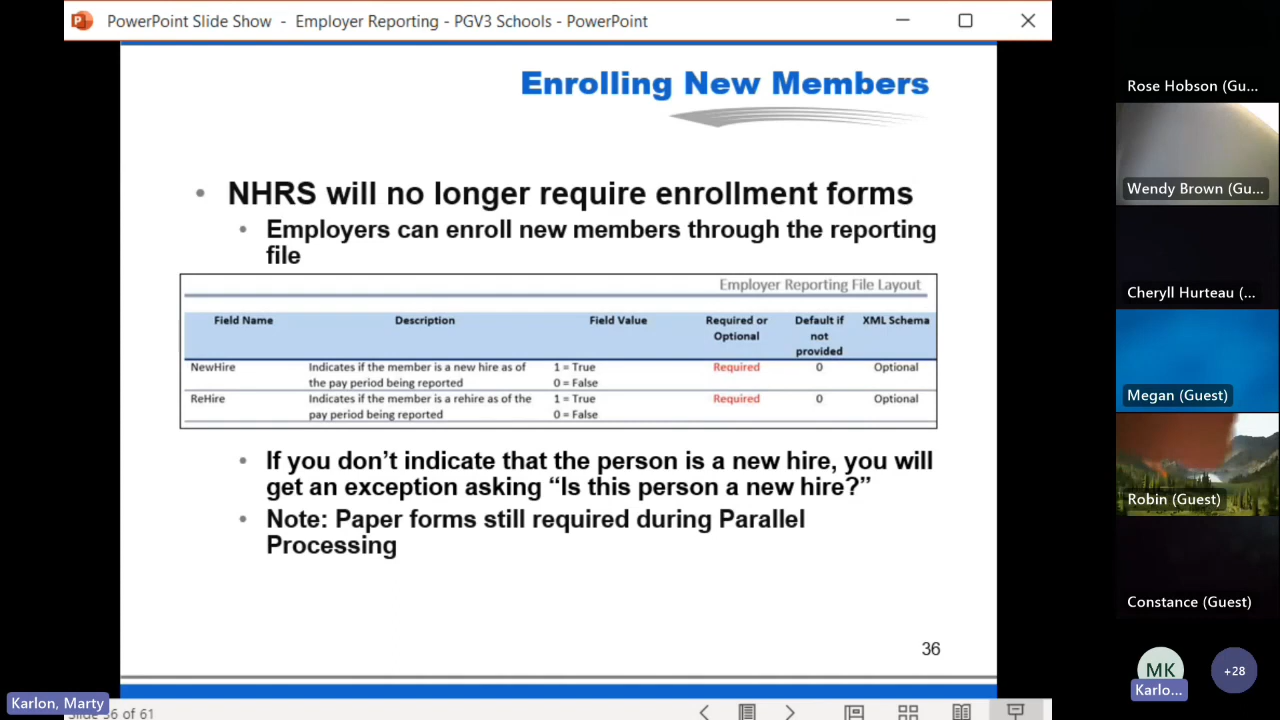 PowerPoint Slide Show - Employer Reporting - PGV3 Schools - PowerPoint
Enrolling New Members
• NHRS will no longer require enrollment forms
• Employers can enroll new members through the reporting
file
Employer Reporting File Layout
Field Name Description Field Value Required or Optional Default if not provided XML Schema
NewHire Indicates if the member is a new hire as of the pay period being reported 1 = True 0 = False Required 0 Optional
ReHire Indicates if the member is a rehire as of the pay period being reported 1 = True 0 = False Required 0 Optional
• If you don't indicate that the person is a new hire, you will
get an exception asking “Is this person a new hire?”
• Note: Paper forms still required during Parallel
Processing
36
Slide 36 of 61
Karlon, Marty
Rose Hobson (Gu...
Wendy Brown (Gu...
Cheryll Hurteau (...
Megan (Guest)
Robin (Guest)
Constance (Guest)
MK
Karlo...
+28